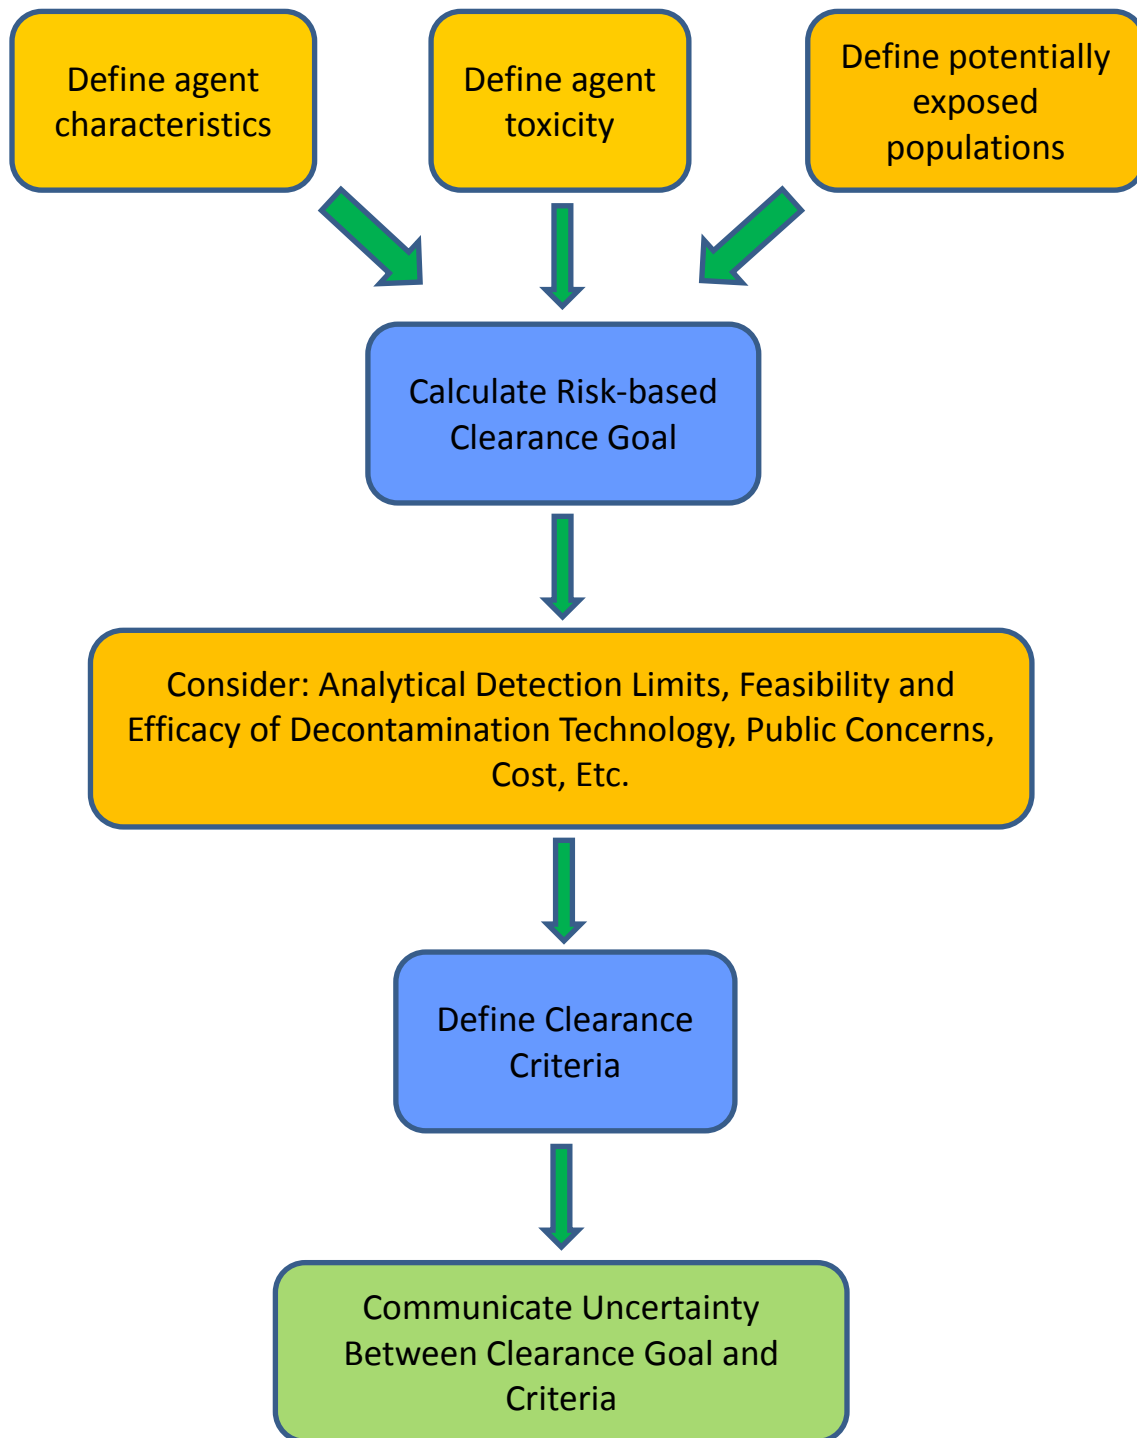 Define agent
characteristics
Define agent
toxicity
Define potentially
exposed
populations
Calculate Risk-based
Clearance Goal
Consider: Analytical Detection Limits, Feasibility and
Efficacy of Decontamination Technology, Public Concerns,
Cost, Etc.
Define Clearance
Criteria
Communicate Uncertainty
Between Clearance Goal and
Criteria